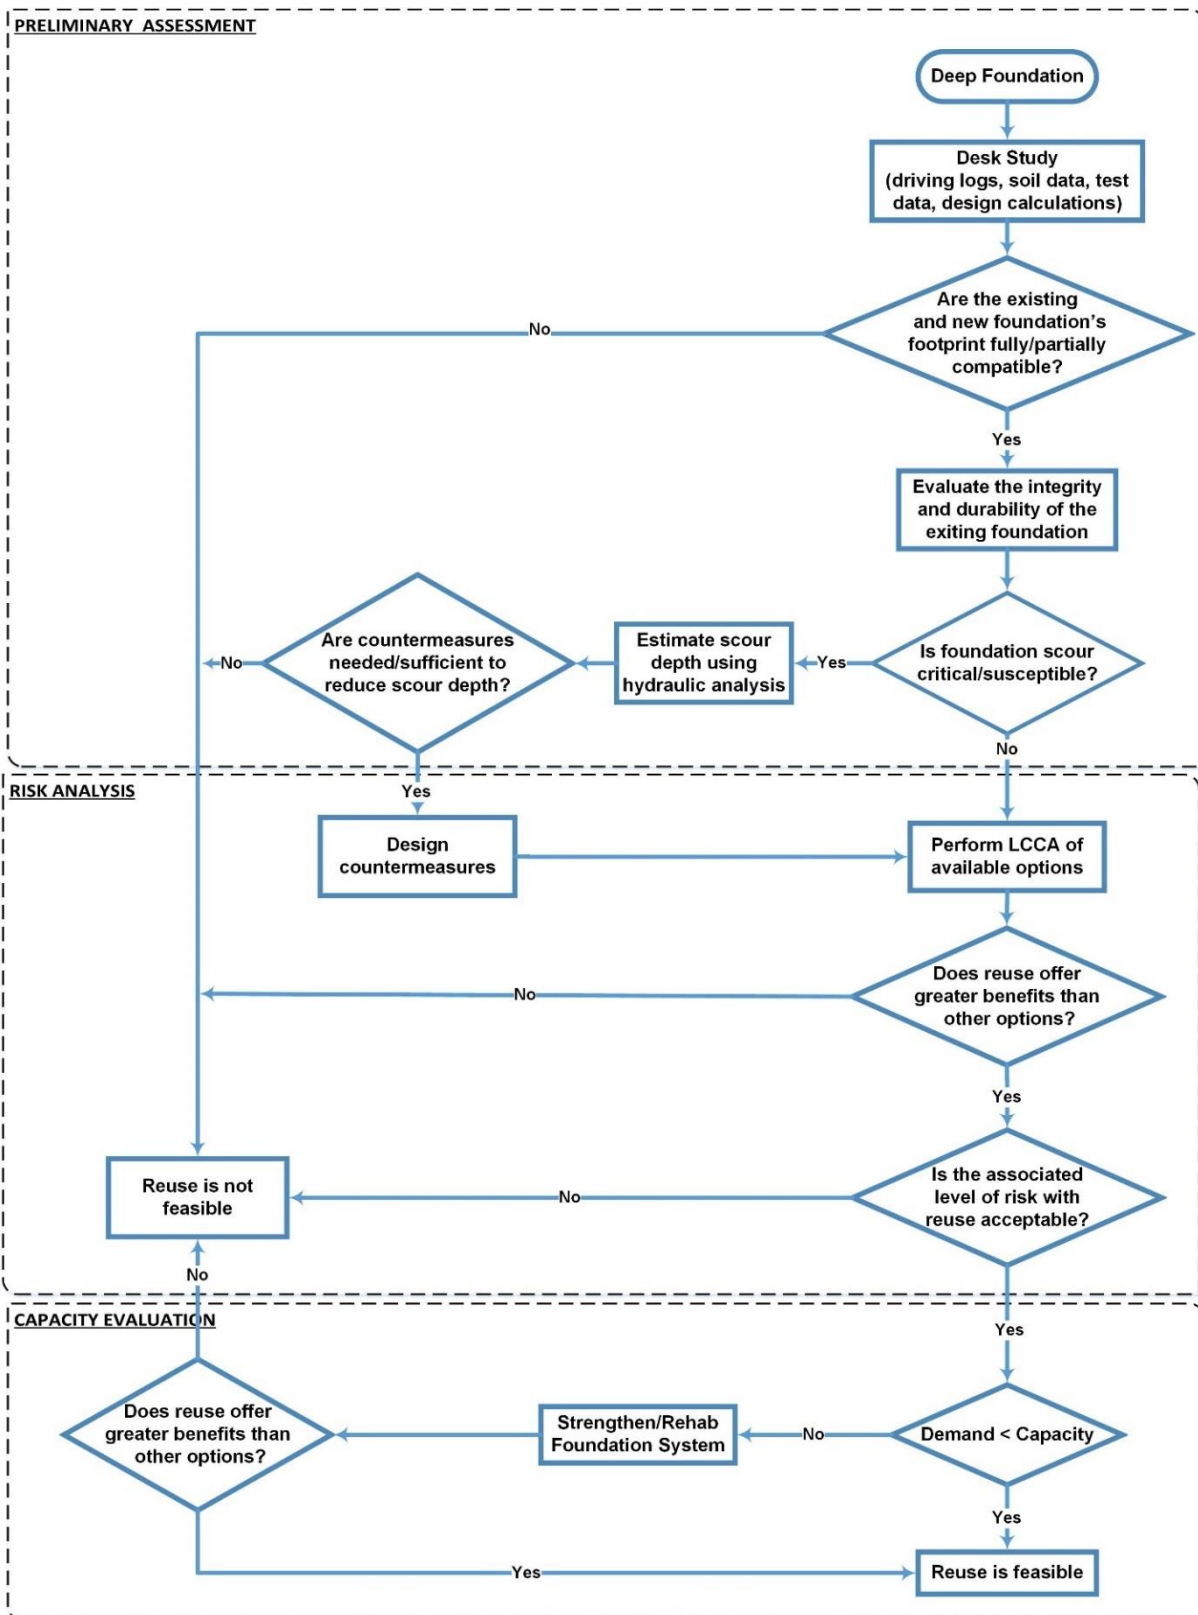 PRELIMINARY ASSESSMENT
Deep Foundation
Desk Study
(driving logs, soil data, test
data, design calculations)
Are the existing
and new foundation's
footprint fully/partially
compatible?
No
Yes
Evaluate the integrity
and durability of the
exiting foundation
Is foundation scour
critical/susceptible?
Yes
Estimate scour
depth using
hydraulic analysis
Are countermeasures
needed/sufficient to
reduce scour depth?
No
No
RISK ANALYSIS
Yes
Design
countermeasures
Perform LCCA of
available options
Does reuse offer
greater benefits than
other options?
No
Yes
Is the associated
level of risk with
reuse acceptable?
No
Reuse is not
feasible
No
Yes
CAPACITY EVALUATION
Demand < Capacity
No
Strengthen/Rehab
Foundation System
Does reuse offer
greater benefits than
other options?
Yes
Yes
Reuse is feasible